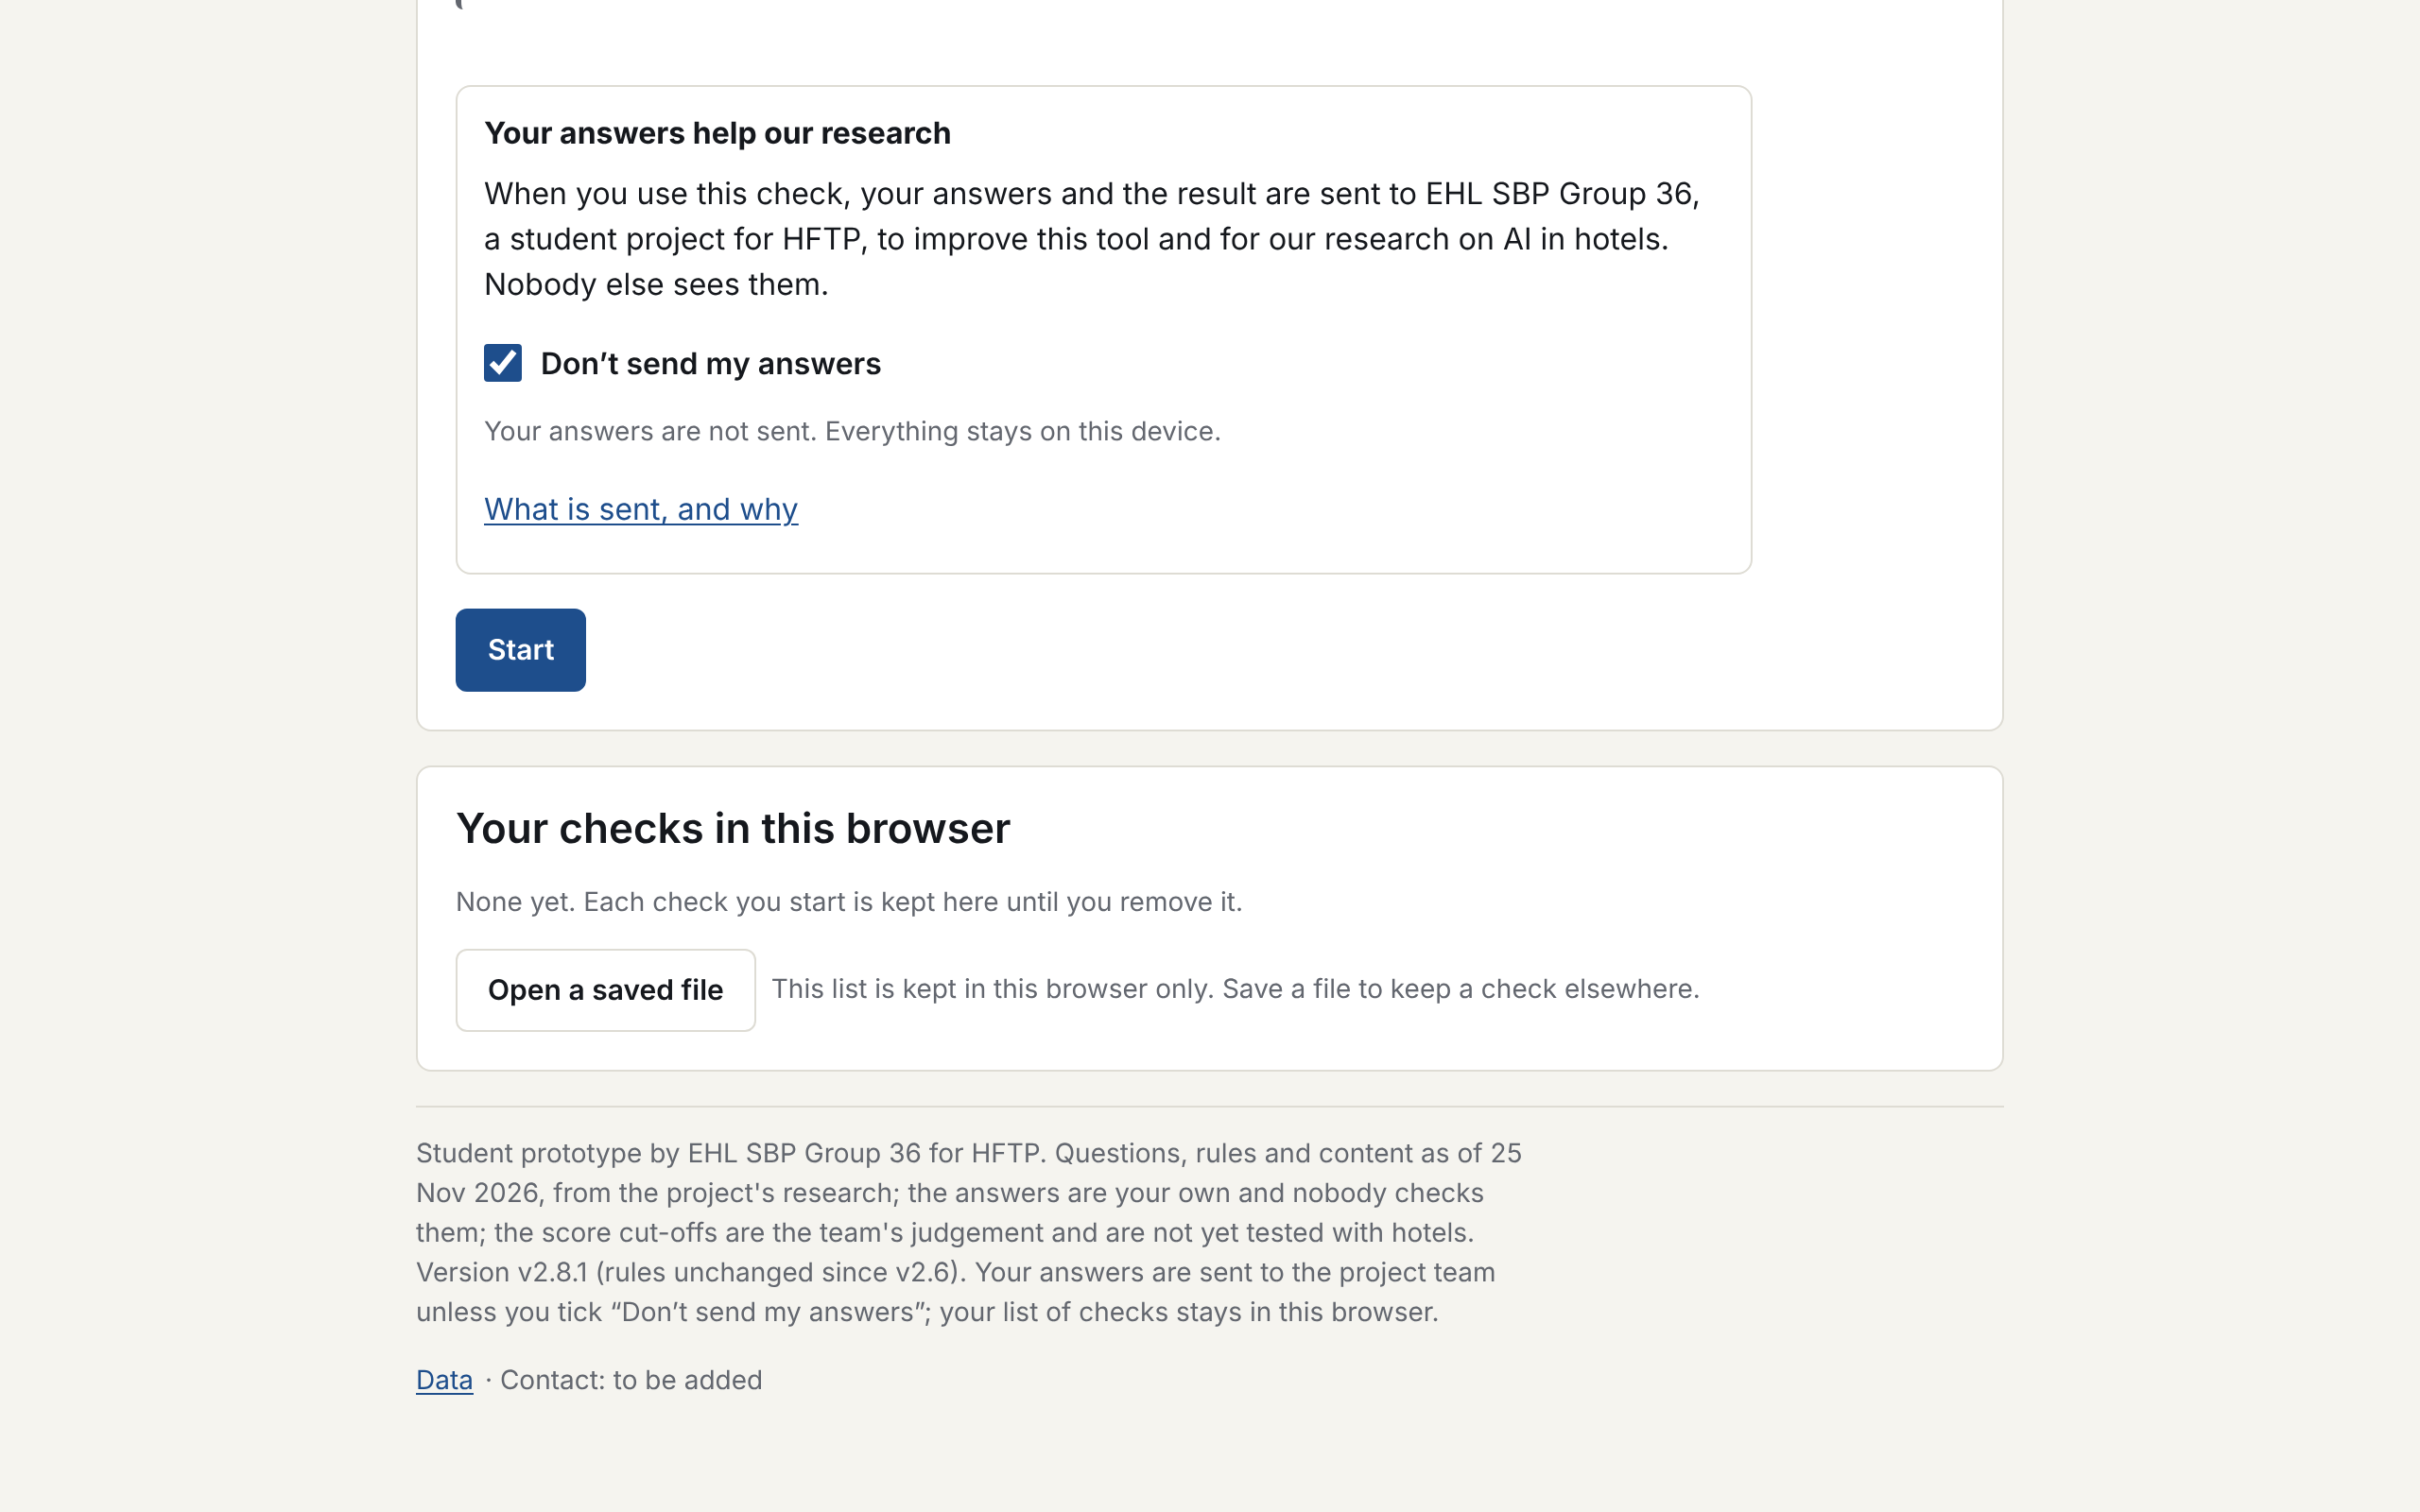 Your answers help our research
When you use this check, your answers and the result are sent to EHL SBP Group 36,
a student project for HFTP, to improve this tool and for our research on AI in hotels.
Nobody else sees them.
Don’t send my answers
Your answers are not sent. Everything stays on this device.
What is sent, and why
Start
Your checks in this browser
None yet. Each check you start is kept here until you remove it.
Open a saved file
This list is kept in this browser only. Save a file to keep a check elsewhere.
Student prototype by EHL SBP Group 36 for HFTP. Questions, rules and content as of 25
Nov 2026, from the project's research; the answers are your own and nobody checks
them; the score cut-offs are the team's judgement and are not yet tested with hotels.
Version v2.8.1 (rules unchanged since v2.6). Your answers are sent to the project team
unless you tick “Don’t send my answers”; your list of checks stays in this browser.
Data · Contact: to be added